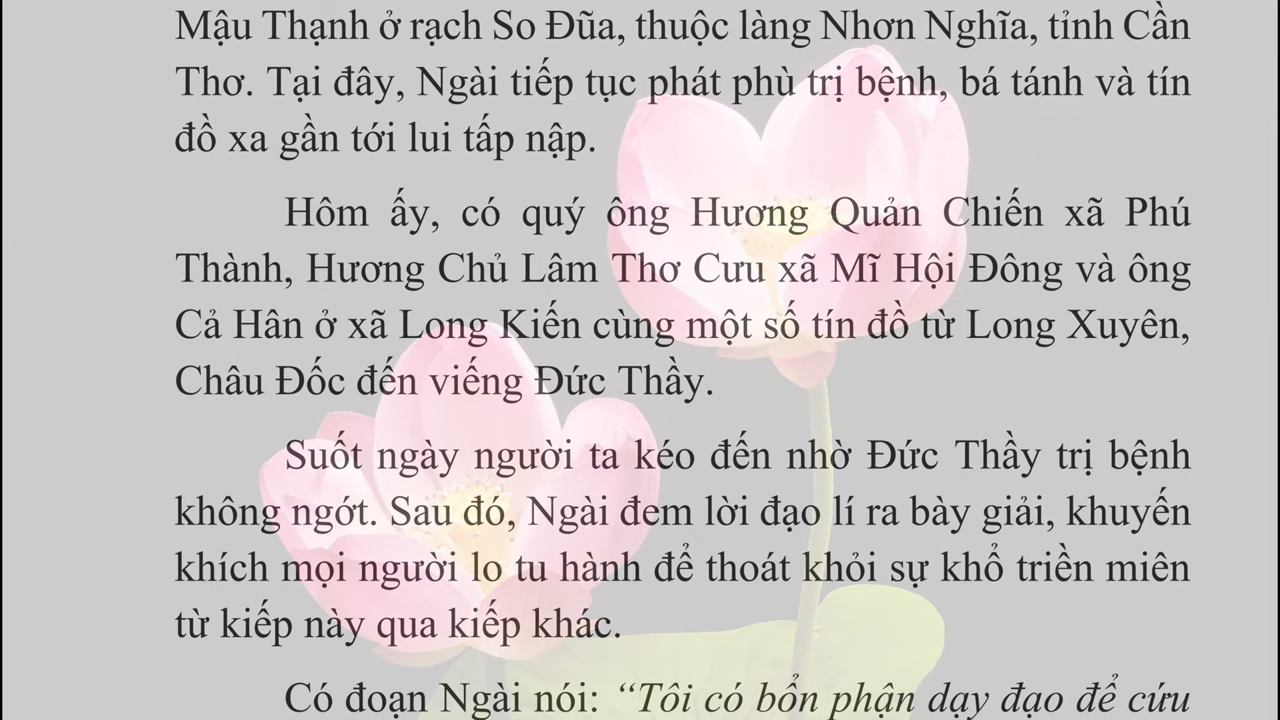 Mậu Thạnh ở rạch So Đũa, thuộc làng Nhơn Nghĩa, tỉnh Cần
Thơ. Tại đây, Ngài tiếp tục phát phù trị bệnh, bá tánh và tín
đồ xa gần tới lui tấp nập.
Hôm ấy, có quý ông Hương Quản Chiến xã Phú
Thành, Hương Chủ Lâm Thơ Cưu xã Mĩ Hội Đông và ông
Cả Hân ở xã Long Kiến cùng một số tín đồ từ Long Xuyên,
Châu Đốc đến viếng Đức Thầy.
Suốt ngày người ta kéo đến nhờ Đức Thầy trị bệnh
không ngớt. Sau đó, Ngài đem lời đạo lí ra bày giải, khuyến
khích mọi người lo tu hành để thoát khỏi sự khổ triền miên
từ kiếp này qua kiếp khác.
Có đoạn Ngài nói: “Tôi có bổn phận dạy đạo để cứu